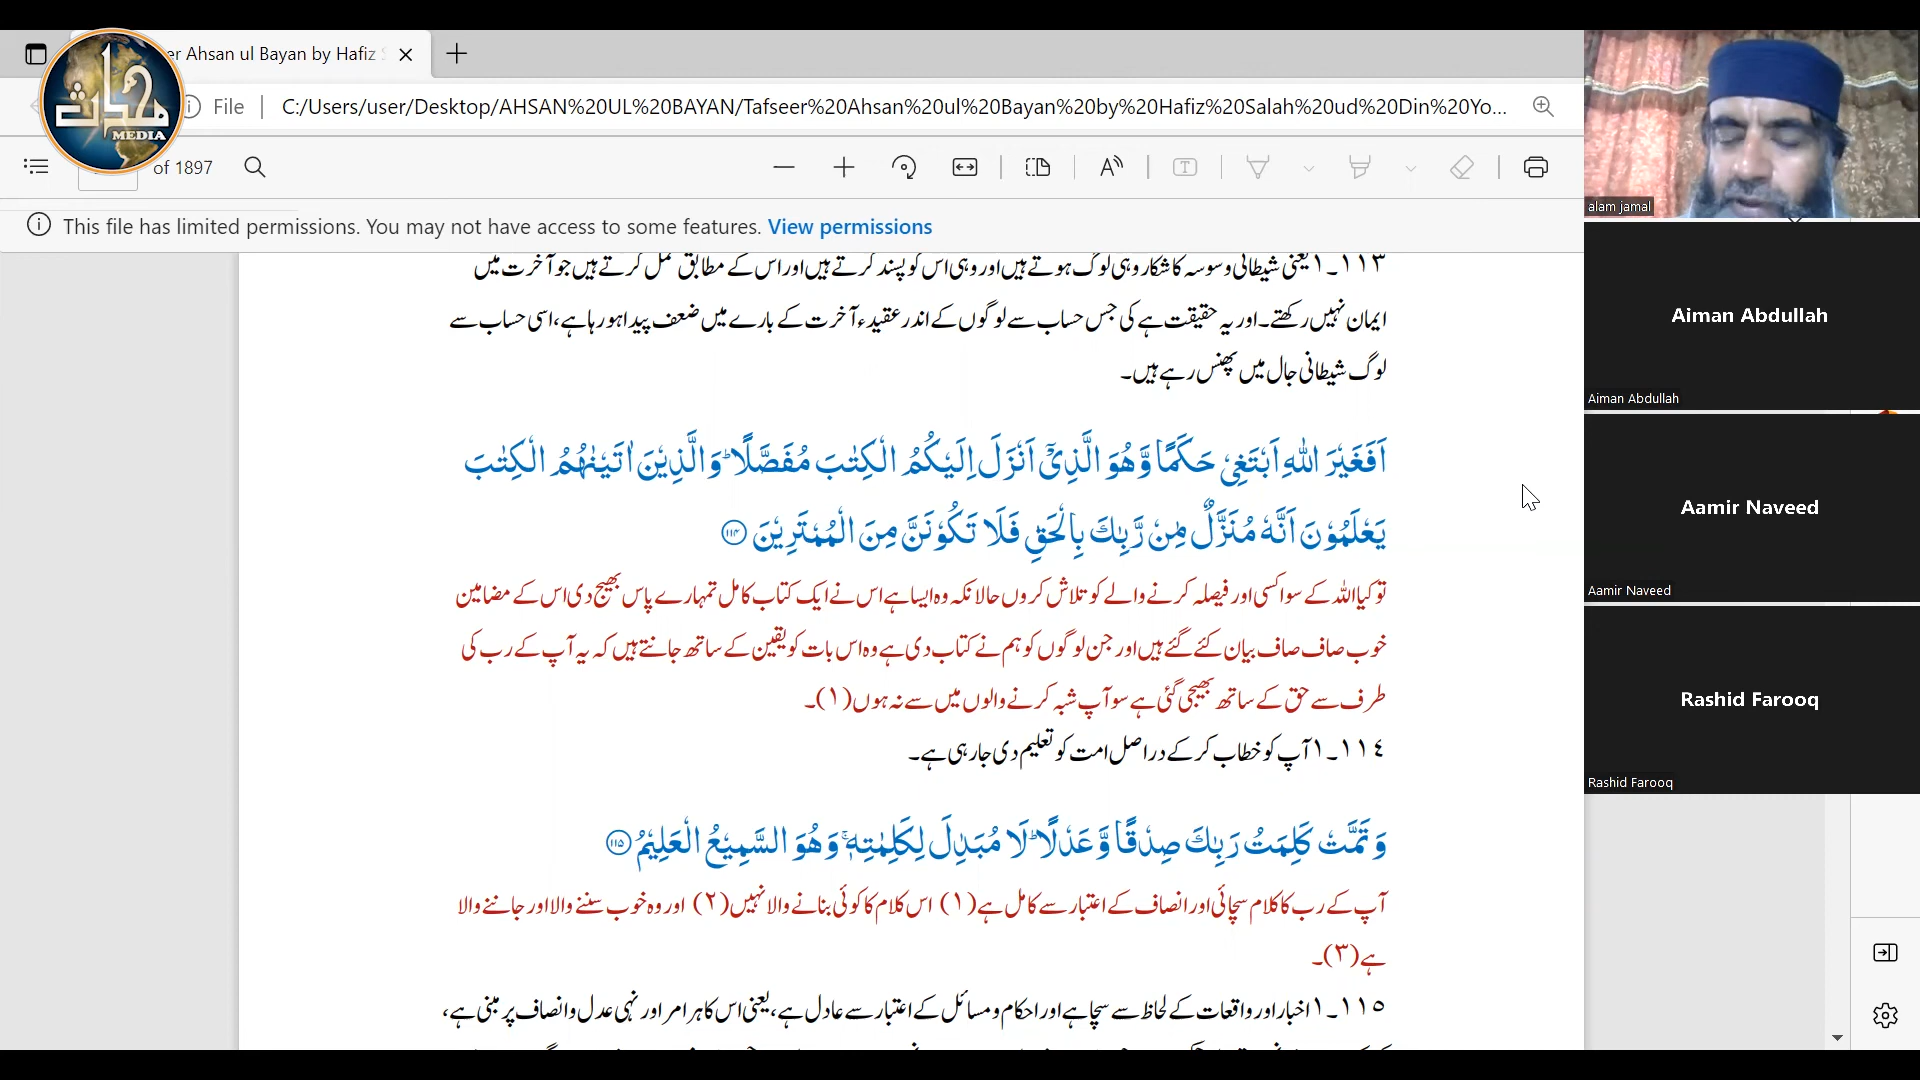 er Ahsan ul Bayan by Hafiz S
File
C:/Users/user/Desktop/AHSAN%20UL%20BAYAN/Tafseer%20Ahsan%20ul%20Bayan%20by%20Hafiz%20Salah%20ud%20Din%20Yo...
محدث
MEDIA
of 1897
This file has limited permissions. You may not have access to some features. View permissions
١١٣۔١ یعنی شیطانی وسوسہ کا شکار وہی لوگ ہوتے ہیں اور وہی اس کو پسند کرتے ہیں اور اس کے مطابق عمل کرتے ہیں جو آخرت میں
ایمان نہیں رکھتے۔ اور یہ حقیقت ہے کی جس حساب سے لوگوں کے اندر عقیدہء آخرت کے بارے میں ضعف پیدا ہو رہا ہے، اسی حساب سے
لوگ شیطانی جال میں پھنس رہے ہیں۔
اَفَغَيْرَ اللّٰهِ اَبْتَغِيْ حَكَمًا وَّهُوَ الَّذِيْٓ اَنْزَلَ اِلَيْكُمُ الْكِتٰبَ مُفَصَّلًا ۭ وَالَّذِيْنَ اٰتَيْنٰهُمُ الْكِتٰبَ
يَعْلَمُوْنَ اَنَّهٗ مُنَزَّلٌ مِّنْ رَّبِّكَ بِالْحَقِّ فَلَا تَكُوْنَنَّ مِنَ الْمُمْتَرِيْنَ ١١٤
تو کیا اللہ کے سوا کسی اور فیصلہ کرنے والے کو تلاش کروں حالانکہ وہ ایسا ہے اس نے ایک کتاب کامل تمہارے پاس بھیج دی اس کے مضامین
خوب صاف صاف بیان کئے گئے ہیں اور جن لوگوں کو ہم نے کتاب دی ہے وہ اس بات کو یقین کے ساتھ جانتے ہیں کہ یہ آپ کے رب کی
طرف سے حق کے ساتھ بھیجی گئی ہے سو آپ شبہ کرنے والوں میں سے نہ ہوں (١)۔
١١٤۔١ آپ کو خطاب کر کے دراصل امت کو تعلیم دی جا رہی ہے۔
وَتَمَّتْ كَلِمَتُ رَبِّكَ صِدْقًا وَّعَدْلًا ۭ لَا مُبَدِّلَ لِكَلِمٰتِهٖ ۚ وَهُوَ السَّمِيْعُ الْعَلِيْمُ ١١٥
آپ کے رب کا کلام سچائی اور انصاف کے اعتبار سے کامل ہے (١) اس کلام کا کوئی بنانے والا نہیں (٢) اور وہ خوب سننے والا اور جاننے والا
ہے (٣)۔
١١٥۔١ اخبار اور واقعات کے لحاظ سے سچا ہے اور احکام و مسائل کے اعتبار سے عادل ہے، یعنی اس کا ہر امر اور نہی عدل و انصاف پر مبنی ہے،
alam jamal
Aiman Abdullah
Aiman Abdullah
Aamir Naveed
Aamir Naveed
Rashid Farooq
Rashid Farooq